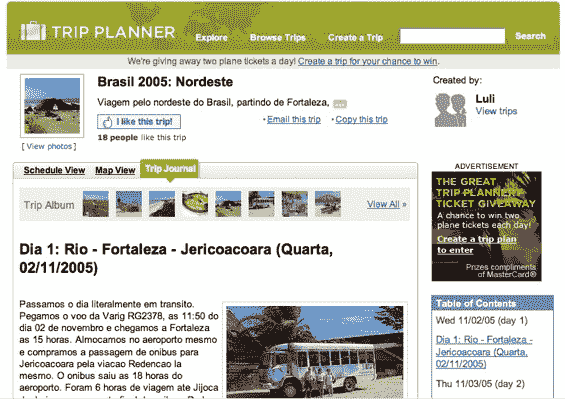 TRIP PLANNER
Explore Browse Trips Create a Trip Search
We're giving away two plane tickets a day! Create a trip for your chance to win.
Brasil 2005: Nordeste
Viagem pelo nordeste do Brasil, partindo de Fortaleza, ...
I like this trip!
• Email this trip • Copy this trip
18 people like this trip
[ View photos ]
Created by:
Luli
View trips
Schedule View Map View Trip Journal
Trip Album View All »
Dia 1: Rio - Fortaleza - Jericoacoara (Quarta,
02/11/2005)
Passamos o dia literalmente em transito.
Pegamos o voo da Varig RG2378, as 11:50 do
dia 02 de novembro e chegamos a Fortaleza
as 15 horas. Almocamos no aeroporto mesmo
e compramos a passagem de onibus para
Jericoacoara pela viacao Redencao la
mesmo. O onibus saiu as 18 horas do
aeroporto. Foram 6 horas de viagem ate Jijoca
ADVERTISEMENT
THE GREAT
TRIP PLANNER
TICKET GIVEAWAY
A chance to win two
plane tickets each day!
Create a trip plan
to enter
Prizes compliments
of MasterCard®
Table of Contents
Wed 11/02/05 (day 1)
Dia 1: Rio - Fortaleza -
Jericoacoara (Quarta,
02/11/2005)
Thu 11/03/05 (day 2)